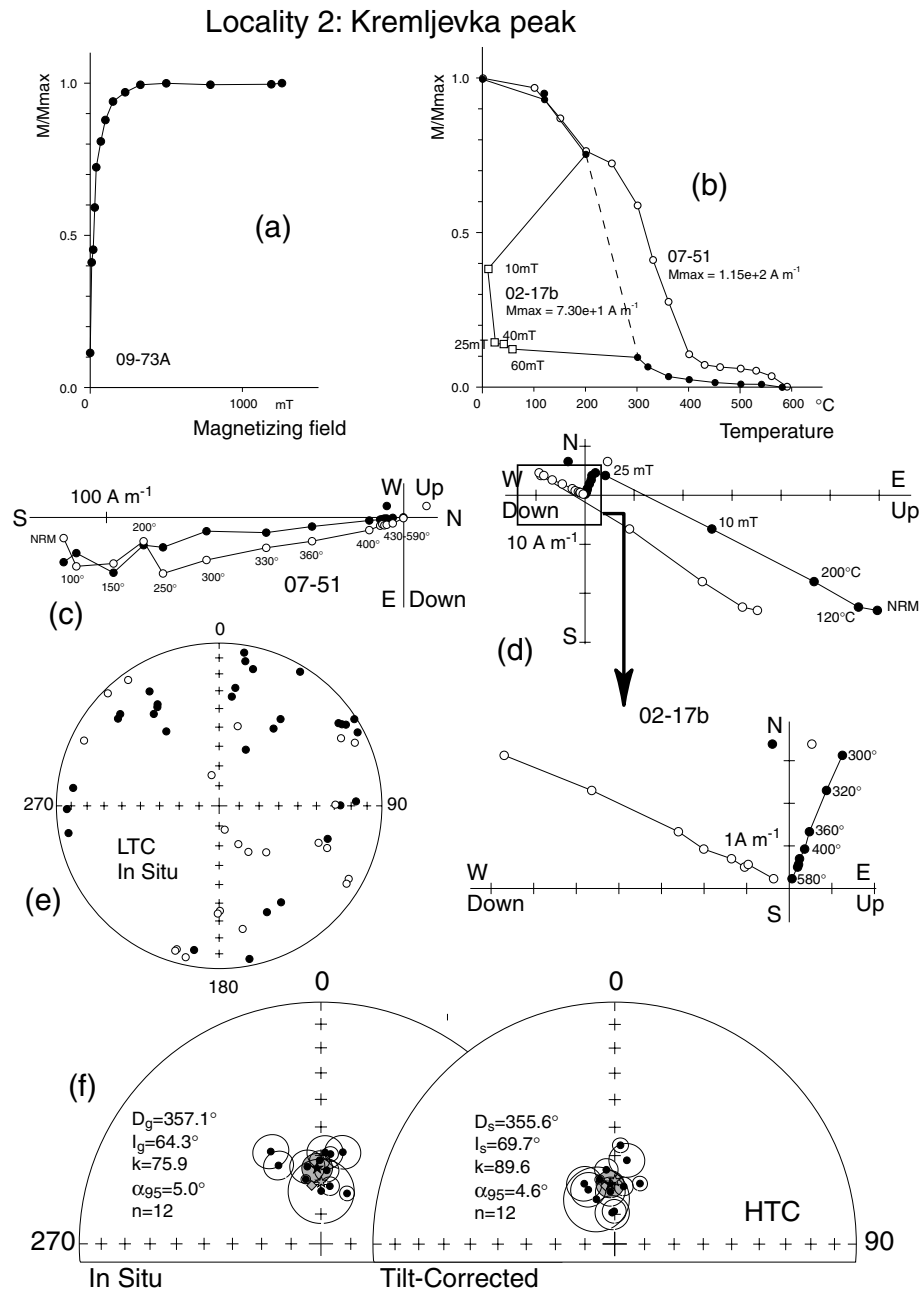 Locality 2: Kremljevka peak
M/Mmax
1.0
0.5
0.0
(a)
09-73A
0
1000
mT
Magnetizing field
M/Mmax
1.0
0.5
0.0
(b)
07-51
Mmax = 1.15e+2 A m-1
10mT
02-17b
Mmax = 7.30e+1 A m-1
25mT
40mT
60mT
0
100
200
300
400
500
600
°C
Temperature
100 A m-1
W
Up
S
N
NRM
100°
150°
200°
250°
300°
330°
360°
400°
430-590°
07-51
E
Down
(c)
N
25 mT
W
E
Down
Up
10 A m-1
10 mT
200°C
120°C
NRM
S
(d)
02-17b
N
300°
320°
360°
400°
580°
1A m-1
W
E
Down
Up
S
0
270
90
180
LTC
In Situ
(e)
(f)
0
Dg=357.1°
Ig=64.3°
k=75.9
α95=5.0°
n=12
270
In Situ
0
Ds=355.6°
Is=69.7°
k=89.6
α95=4.6°
n=12
HTC
90
Tilt-Corrected